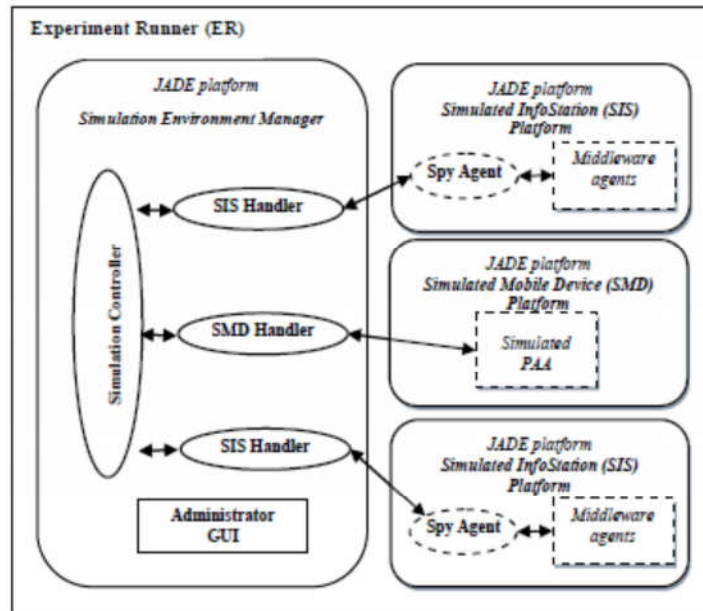 Experiment Runner (ER)
JADE platform
Simulation Environment Manager
Simulation Controller
SIS Handler
SMD Handler
SIS Handler
Administrator
GUI
JADE platform
Simulated InfoStation (SIS)
Platform
Spy Agent
Middleware
agents
JADE platform
Simulated Mobile Device (SMD)
Platform
Simulated
PAA
JADE platform
Simulated InfoStation (SIS)
Platform
Spy Agent
Middleware
agents